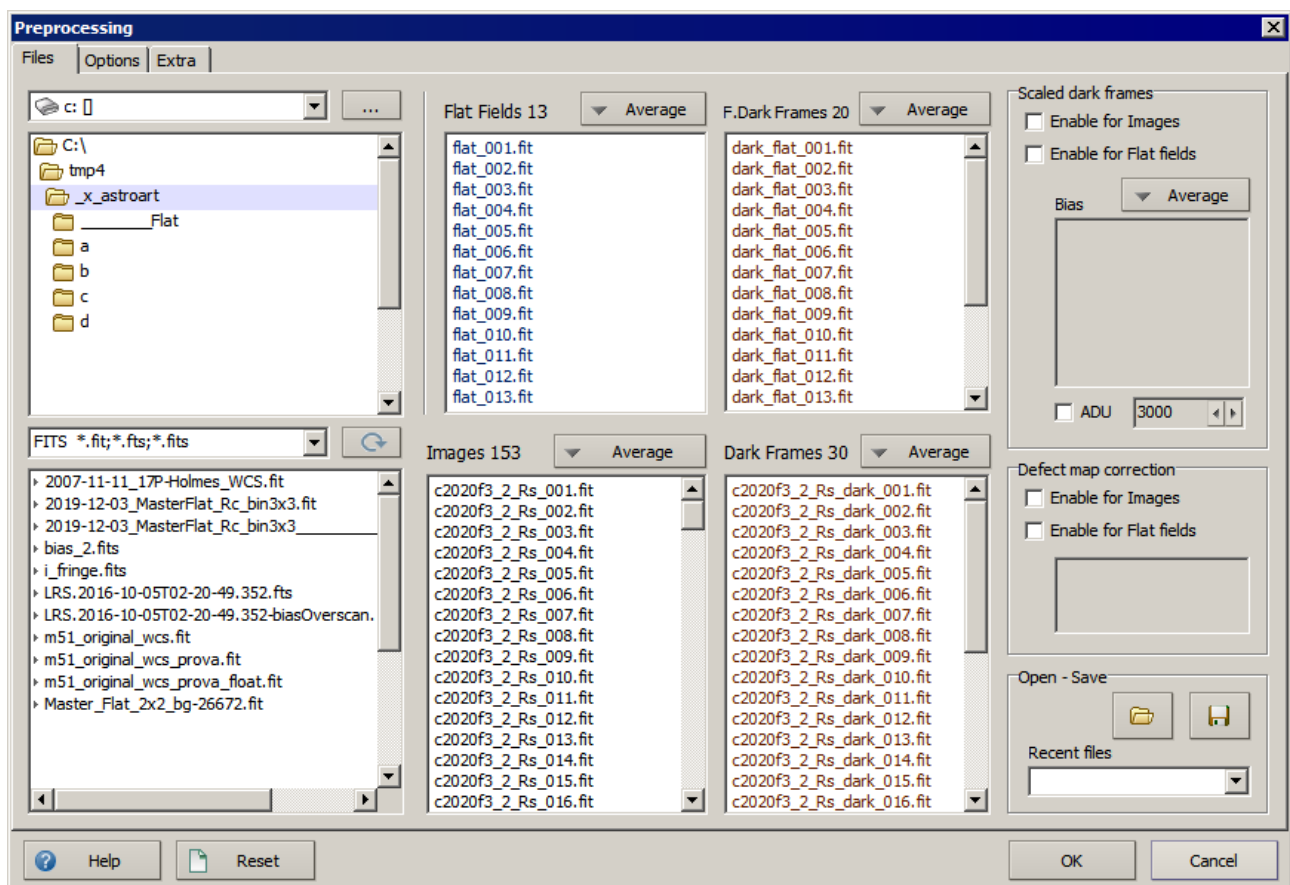 Preprocessing
Files Options Extra
c: []
...
C:\
tmp4
_x_astroart
________Flat
a
b
c
d
FITS *.fit;*.fts;*.fits
2007-11-11_17P-Holmes_WCS.fit
2019-12-03_MasterFlat_Rc_bin3x3.fit
2019-12-03_MasterFlat_Rc_bin3x3________
bias_2.fits
i_fringe.fits
LRS.2016-10-05T02-20-49.352.fts
LRS.2016-10-05T02-20-49.352-biasOverscan.
m51_original_wcs.fit
m51_original_wcs_prova.fit
m51_original_wcs_prova_float.fit
Master_Flat_2x2_bg-26672.fit
Flat Fields 13 Average
flat_001.fit
flat_002.fit
flat_003.fit
flat_004.fit
flat_005.fit
flat_006.fit
flat_007.fit
flat_008.fit
flat_009.fit
flat_010.fit
flat_011.fit
flat_012.fit
flat_013.fit
F.Dark Frames 20 Average
dark_flat_001.fit
dark_flat_002.fit
dark_flat_003.fit
dark_flat_004.fit
dark_flat_005.fit
dark_flat_006.fit
dark_flat_007.fit
dark_flat_008.fit
dark_flat_009.fit
dark_flat_010.fit
dark_flat_011.fit
dark_flat_012.fit
dark_flat_013.fit
Images 153 Average
c2020f3_2_Rs_001.fit
c2020f3_2_Rs_002.fit
c2020f3_2_Rs_003.fit
c2020f3_2_Rs_004.fit
c2020f3_2_Rs_005.fit
c2020f3_2_Rs_006.fit
c2020f3_2_Rs_007.fit
c2020f3_2_Rs_008.fit
c2020f3_2_Rs_009.fit
c2020f3_2_Rs_010.fit
c2020f3_2_Rs_011.fit
c2020f3_2_Rs_012.fit
c2020f3_2_Rs_013.fit
c2020f3_2_Rs_014.fit
c2020f3_2_Rs_015.fit
c2020f3_2_Rs_016.fit
Dark Frames 30 Average
c2020f3_2_Rs_dark_001.fit
c2020f3_2_Rs_dark_002.fit
c2020f3_2_Rs_dark_003.fit
c2020f3_2_Rs_dark_004.fit
c2020f3_2_Rs_dark_005.fit
c2020f3_2_Rs_dark_006.fit
c2020f3_2_Rs_dark_007.fit
c2020f3_2_Rs_dark_008.fit
c2020f3_2_Rs_dark_009.fit
c2020f3_2_Rs_dark_010.fit
c2020f3_2_Rs_dark_011.fit
c2020f3_2_Rs_dark_012.fit
c2020f3_2_Rs_dark_013.fit
c2020f3_2_Rs_dark_014.fit
c2020f3_2_Rs_dark_015.fit
c2020f3_2_Rs_dark_016.fit
Scaled dark frames
Enable for Images
Enable for Flat fields
Bias Average
ADU 3000
Defect map correction
Enable for Images
Enable for Flat fields
Open - Save
Recent files
? Help Reset OK Cancel